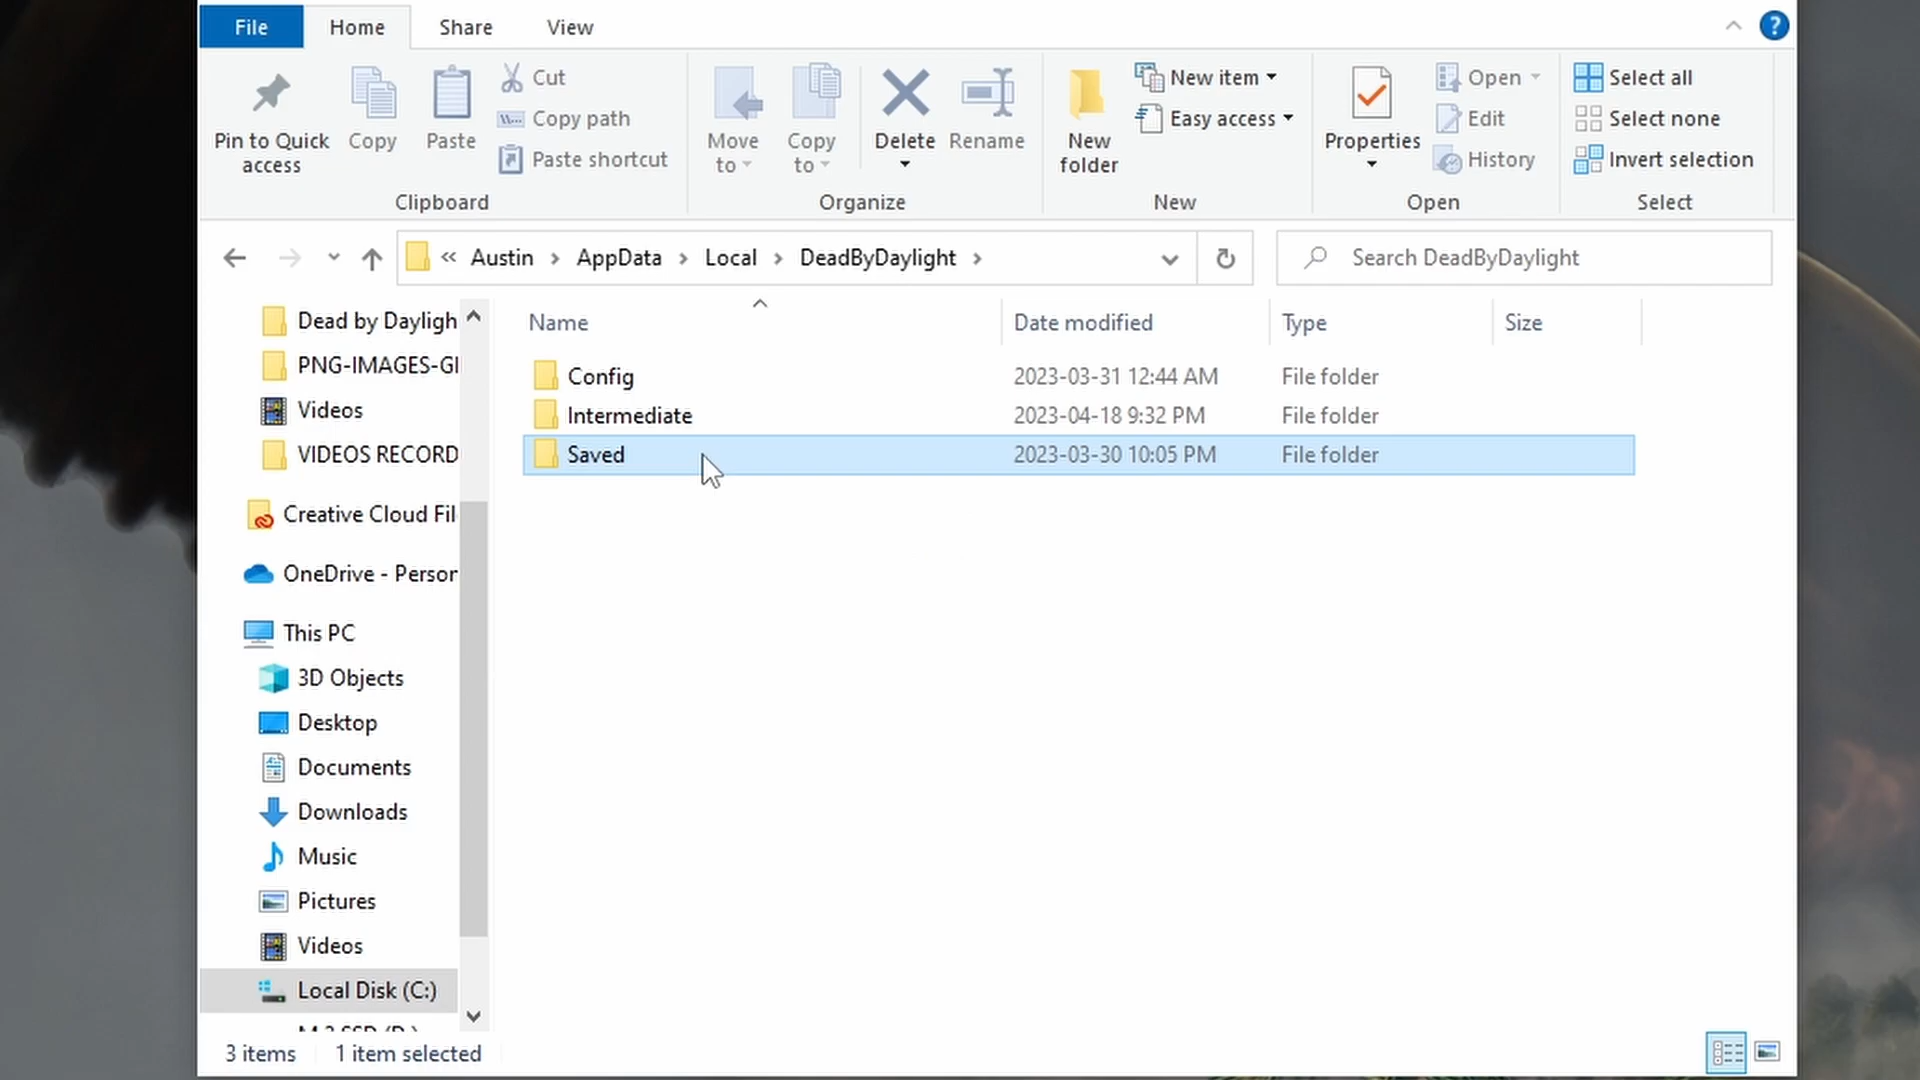 File Home Share View ?
Pin to Quick access
Copy
Paste
Cut
Copy path
Paste shortcut
Clipboard
Move to
Copy to
Delete
Rename
Organize
New folder
New item
Easy access
New
Properties
Open
Edit
History
Open
Select all
Select none
Invert selection
Select
« Austin › AppData › Local › DeadByDaylight ›
Search DeadByDaylight
Dead by Dayligh
PNG-IMAGES-GI
Videos
VIDEOS RECORD
Creative Cloud Fil
OneDrive - Person
This PC
3D Objects
Desktop
Documents
Downloads
Music
Pictures
Videos
Local Disk (C:)
Name Date modified Type Size
Config 2023-03-31 12:44 AM File folder
Intermediate 2023-04-18 9:32 PM File folder
Saved 2023-03-30 10:05 PM File folder
3 items 1 item selected